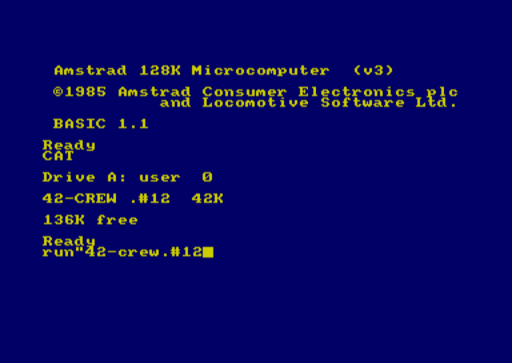 Amstrad 128K Microcomputer  (v3)
©1985 Amstrad Consumer Electronics plc
and Locomotive Software Ltd.
BASIC 1.1
Ready
CAT
Drive A: user  0
42-CREW .#12  42K
136K free
Ready
run"42-crew.#12